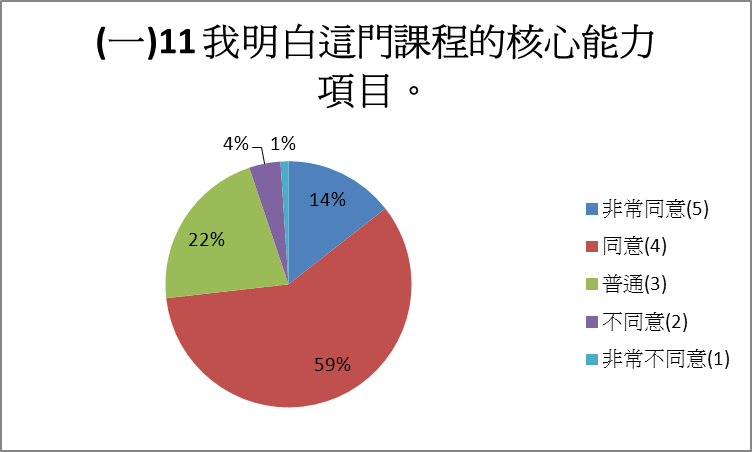 (一)11 我明白這門課程的核心能力
項目。
4%
1%
14%
22%
59%
非常同意(5)
同意(4)
普通(3)
不同意(2)
非常不同意(1)